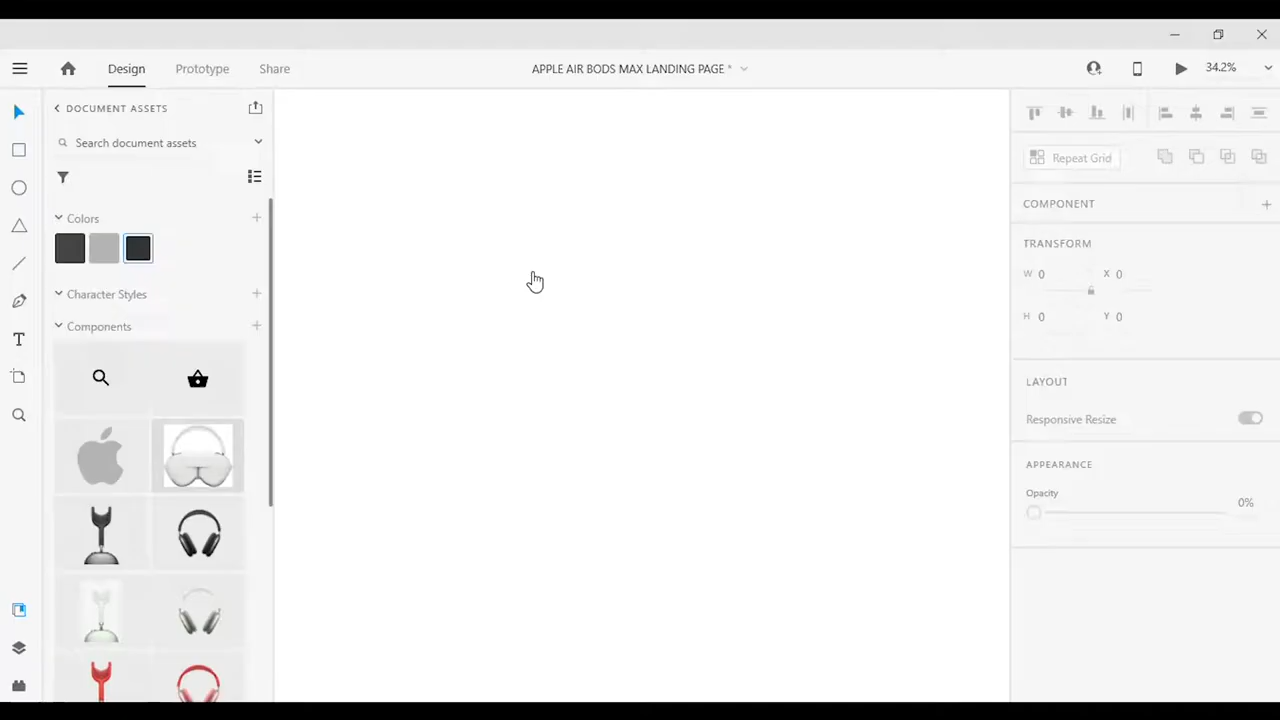 Design
Prototype
Share
APPLE AIR BODS MAX LANDING PAGE *
34.2%
DOCUMENT ASSETS
Search document assets
Colors
Character Styles
Components
Repeat Grid
COMPONENT
TRANSFORM
W 0 X 0
H 0 Y 0
LAYOUT
Responsive Resize
APPEARANCE
Opacity
0%